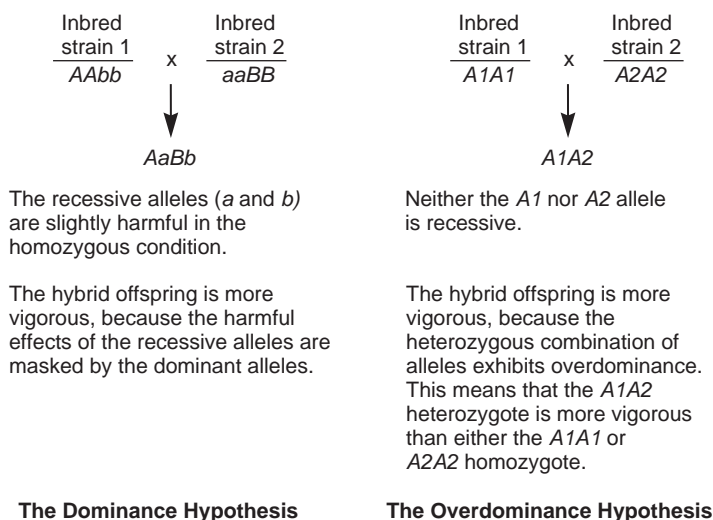 Inbred
strain 1
AAbb
x
Inbred
strain 2
aaBB
AaBb
The recessive alleles (a and b)
are slightly harmful in the
homozygous condition.
The hybrid offspring is more
vigorous, because the harmful
effects of the recessive alleles are
masked by the dominant alleles.
The Dominance Hypothesis
Inbred
strain 1
A1A1
x
Inbred
strain 2
A2A2
A1A2
Neither the A1 nor A2 allele
is recessive.
The hybrid offspring is more
vigorous, because the
heterozygous combination of
alleles exhibits overdominance.
This means that the A1A2
heterozygote is more vigorous
than either the A1A1 or
A2A2 homozygote.
The Overdominance Hypothesis